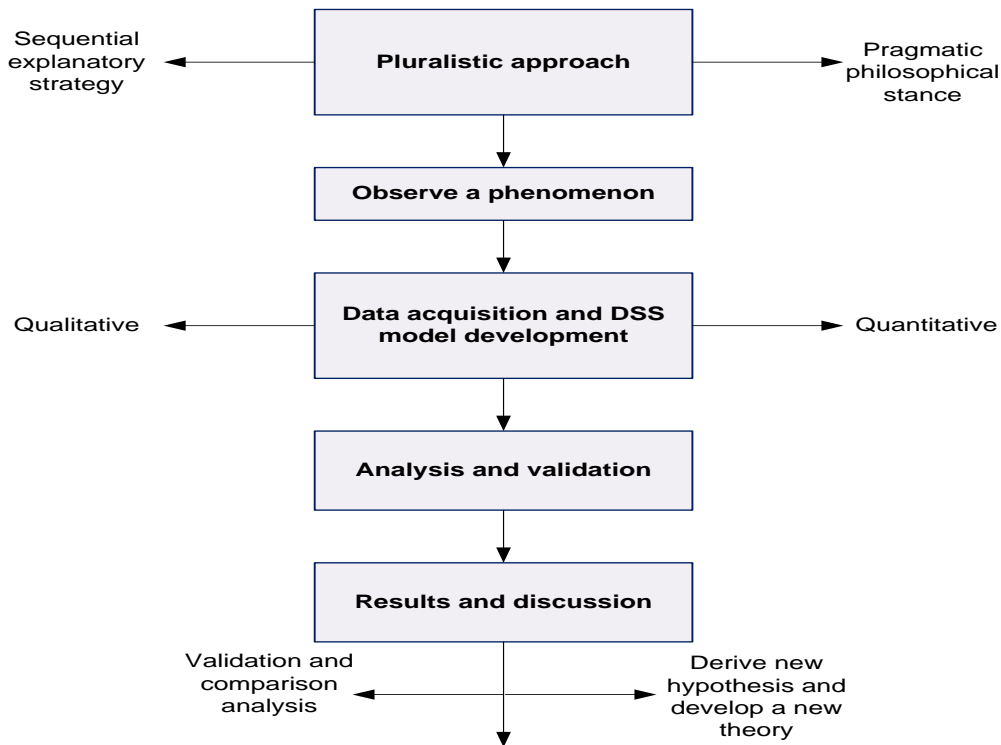 Sequential
explanatory
strategy
Pluralistic approach
Pragmatic
philosophical
stance
Observe a phenomenon
Qualitative
Data acquisition and DSS
model development
Quantitative
Analysis and validation
Results and discussion
Validation and
comparison
analysis
Derive new
hypothesis and
develop a new
theory